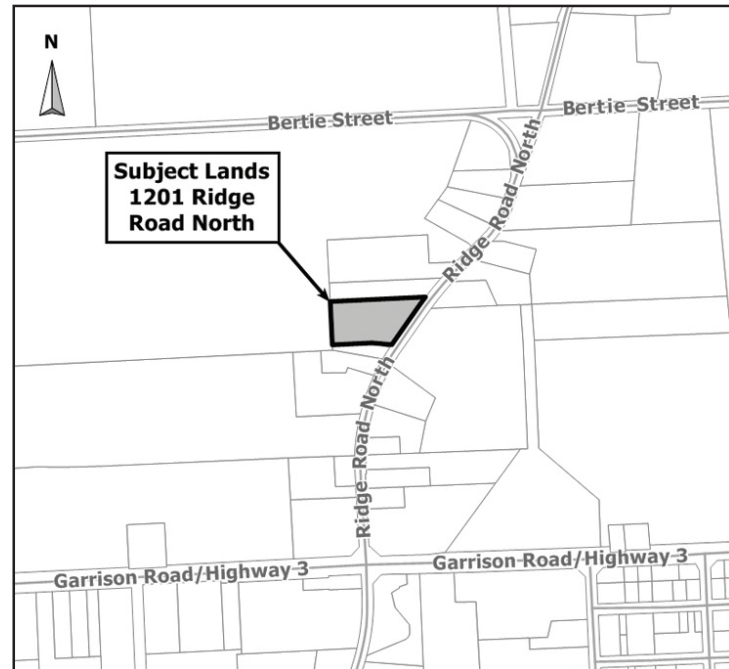 N
Bertie Street
Bertie Street
Subject Lands
1201 Ridge
Road North
Ridge Road North
Ridge Road North
Garrison Road/Highway 3
Garrison Road/Highway 3